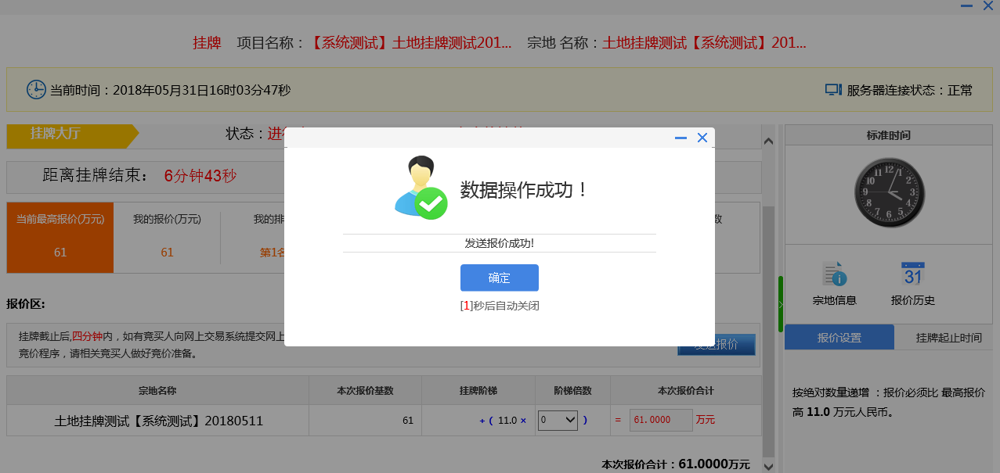 挂牌 项目名称：【系统测试】土地挂牌测试201... 宗地 名称：土地挂牌测试【系统测试】201...
当前时间：2018年05月31日16时03分47秒 服务器连接状态：正常
挂牌大厅 状态：进
标准时间
距离挂牌结束： 6分钟43秒
数据操作成功！
发送报价成功!
确定
[1]秒后自动关闭
当前最高报价(万元) 我的报价(万元) 我的排 数
61 61 第1名
宗地信息 31 报价历史
报价区:
挂牌截止后,四分钟内，如有竞买人向网上交易系统提交网上
竞价程序，请相关竞买人做好竞价准备。
发送报价
报价设置 挂牌起止时间
宗地名称 本次报价基数 挂牌阶梯 阶梯倍数 本次报价合计
土地挂牌测试【系统测试】20180511 61 + ( 11.0 × 0 ) = 61.0000 万元
本次报价合计：61.0000万元
按绝对数量递增 ：报价必须比 最高报价
高 11.0 万元人民币。